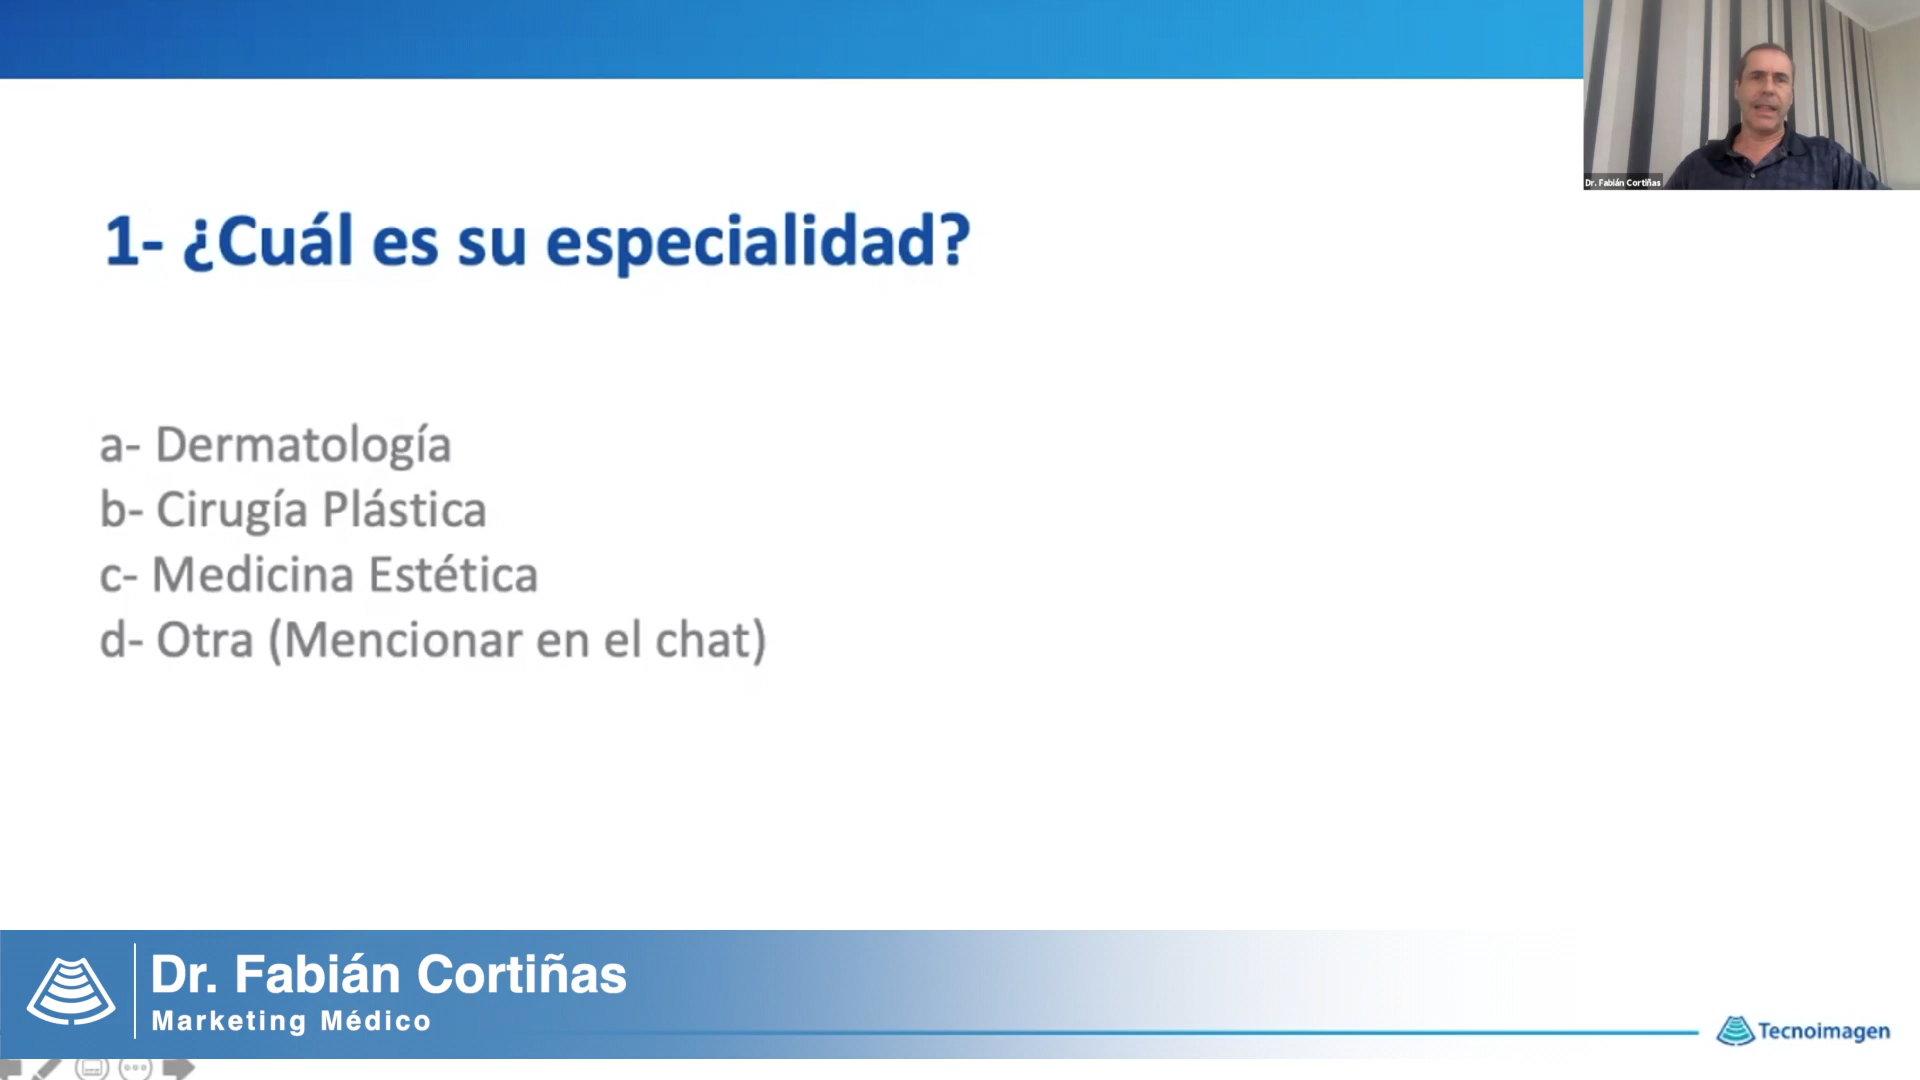 Dr. Fabián Cortiñas
1- ¿Cuál es su especialidad?
a- Dermatología
b- Cirugía Plástica
c- Medicina Estética
d- Otra (Mencionar en el chat)
Dr. Fabián Cortiñas
Marketing Médico
Tecnoimagen